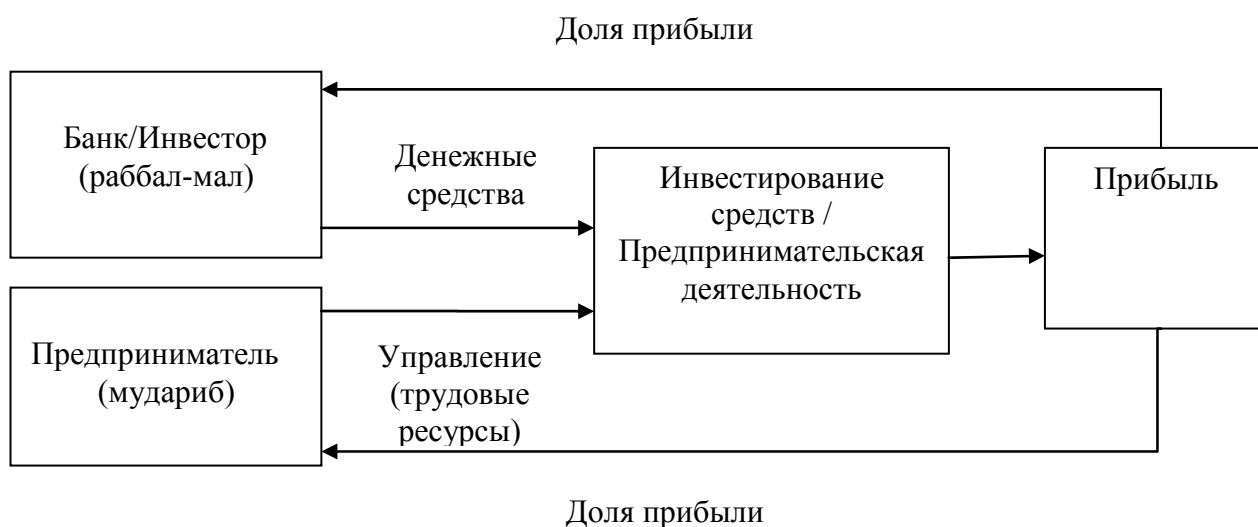 Доля прибыли
Банк/Инвестор
(раббал-мал)
Денежные
средства
Инвестирование
средств /
Предпринимательская
деятельность
Прибыль
Предприниматель
(мудариб)
Управление
(трудовые
ресурсы)
Доля прибыли